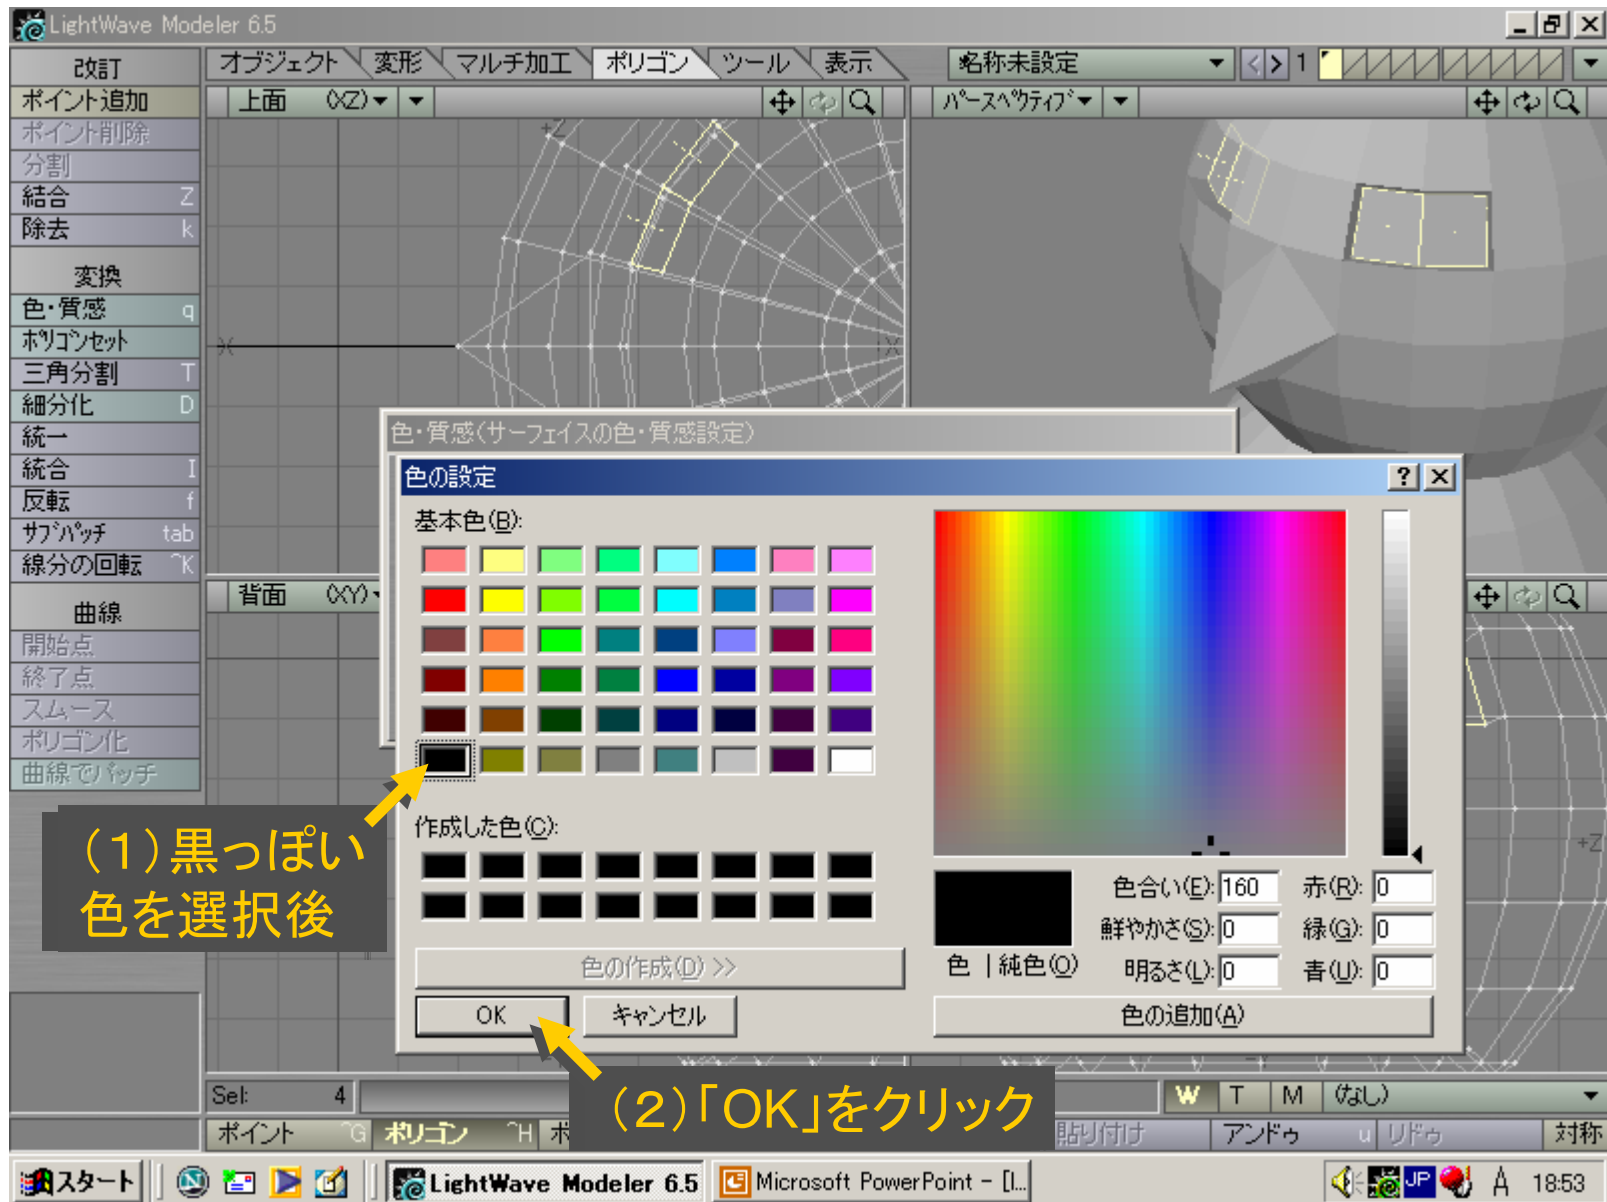 LightWave Modeler 6.5
改訂
オブジェクト 変形 マルチ加工 ポリゴン ツール 表示
名称未設定 1
ポイント追加
上面 (XZ)
パースペクティブ
ポイント削除
分割
結合 Z
除去 k
変換
色・質感 q
ポリゴンセット
三角分割 T
細分化 D
統一
統合 I
反転 f
サブパッチ tab
線分の回転 ^K
曲線
開始点
終了点
スムース
ポリゴン化
曲線でパッチ
+Z
背面 (XY)
色・質感(サーフェイスの色・質感設定)
色の設定
基本色(B):
作成した色(C):
色の作成(D) >>
OK キャンセル
色合い(E): 160 赤(R): 0
鮮やかさ(S): 0 緑(G): 0
色 | 純色(O) 明るさ(L): 0 青(U): 0
色の追加(A)
+Z
(1)黒っぽい
色を選択後
(2)「OK」をクリック
Sel: 4
W T M (なし)
ポイント ^G ポリゴン ^H ボ
貼り付け アンドゥ u リドゥ 対称
スタート
LightWave Modeler 6.5
Microsoft PowerPoint - [l...
JP A 18:53